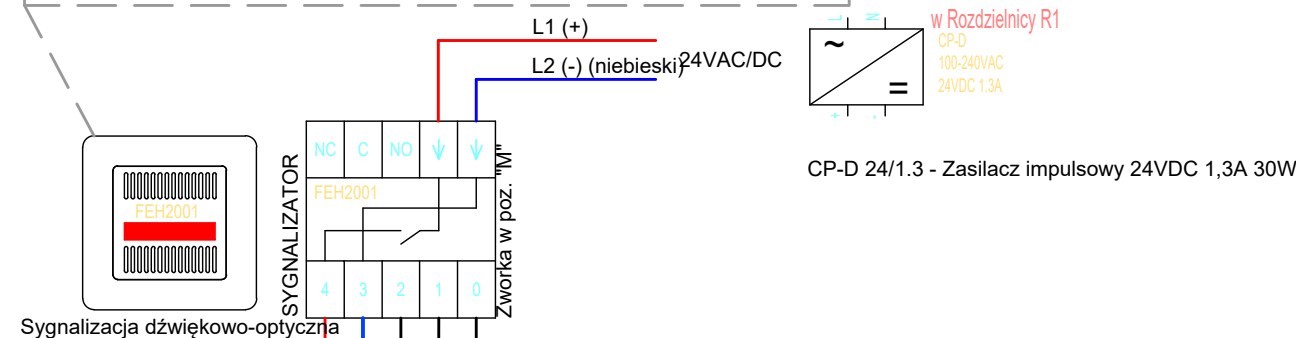 L1 (+)
L2 (-) (niebieski)
24VAC/DC
L N
w Rozdzielnicy R1
CP-D
100-240VAC
24VDC 1.3A
~
=
+ -
CP-D 24/1.3 - Zasilacz impulsowy 24VDC 1,3A 30W
SYGNALIZATOR
NC C NO ↓ ↓
FEH2001
4 3 2 1 0
Zworka w poz. "M"
FEH2001
Sygnalizacja dźwiękowo-optyczna